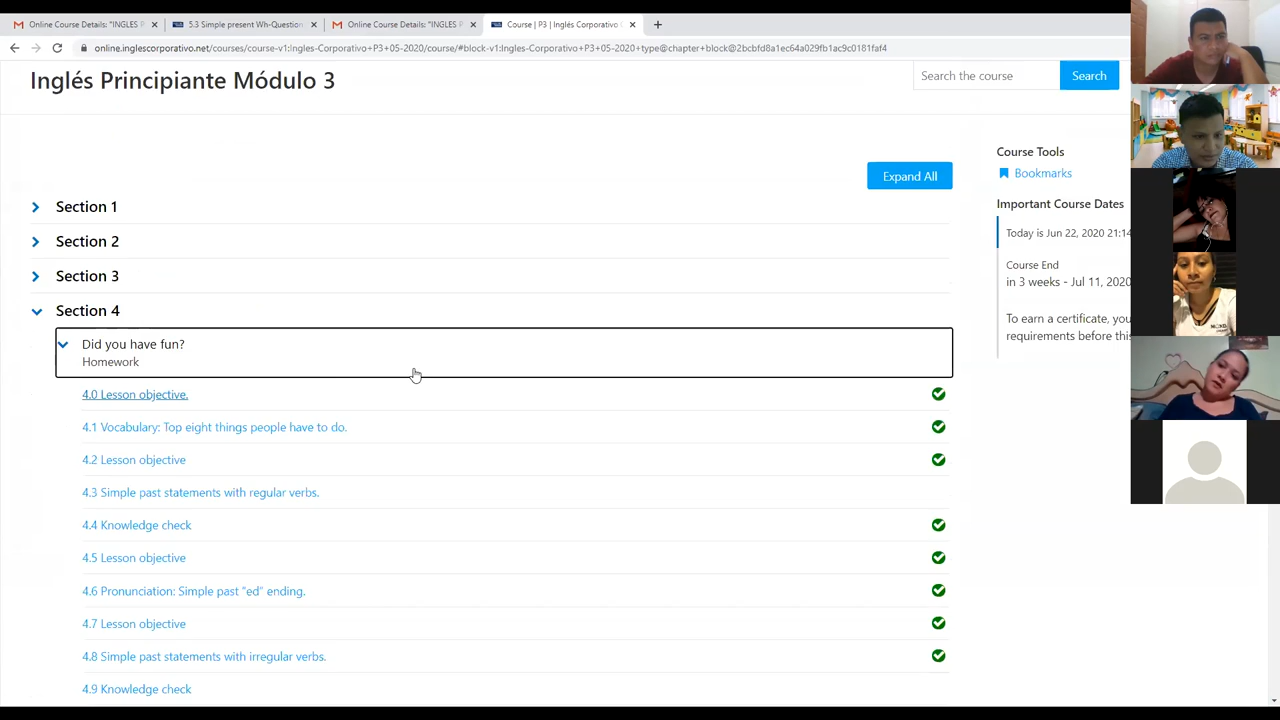 Online Course Details: "INGLES P
5.3 Simple present Wh-Question
Online Course Details: "INGLES P
Course | P3 | Inglés Corporativo
online.inglescorporativo.net/courses/course-v1:Ingles-Corporativo+P3+05-2020/course/#block-v1:Ingles-Corporativo+P3+05-2020+type@chapter+block@2bcbfd8a1ec64a029fb1ac9c0181faf4
Inglés Principiante Módulo 3
Search the course
Search
Expand All
Course Tools
Bookmarks
Important Course Dates
Today is Jun 22, 2020 21:14
Course End
in 3 weeks - Jul 11, 2020
To earn a certificate, you
requirements before this
Section 1
Section 2
Section 3
Section 4
Did you have fun?
Homework
4.0 Lesson objective.
4.1 Vocabulary: Top eight things people have to do.
4.2 Lesson objective
4.3 Simple past statements with regular verbs.
4.4 Knowledge check
4.5 Lesson objective
4.6 Pronunciation: Simple past "ed" ending.
4.7 Lesson objective
4.8 Simple past statements with irregular verbs.
4.9 Knowledge check